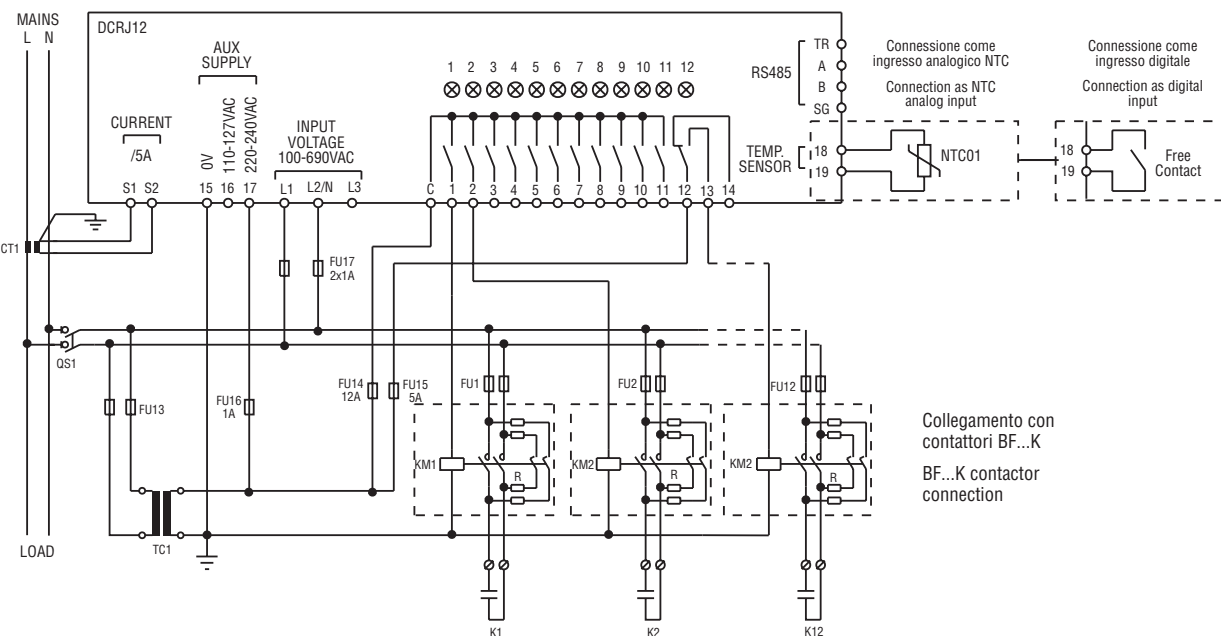 MAINS
L N
DCRJ12
AUX
SUPPLY
CURRENT
/5A
0V
110-127VAC
220-240VAC
INPUT
VOLTAGE
100-690VAC
S1 S2
15 16 17
L1 L2/N L3
1 2 3 4 5 6 7 8 9 10 11 12
C 1 2 3 4 5 6 7 8 9 10 11 12 13 14
RS485
TR
A
B
SG
TEMP.
SENSOR
18
19
Connessione come
ingresso analogico NTC
Connection as NTC
analog input
NTC01
Connessione come
ingresso digitale
Connection as digital
input
18
19
Free
Contact
CT1
QS1
FU17
2x1A
FU13
FU16
1A
FU14
12A
FU15
5A
FU1
FU2
FU12
KM1
R
KM2
R
KM2
R
TC1
LOAD
K1
K2
K12
Collegamento con
contattori BF...K
BF...K contactor
connection